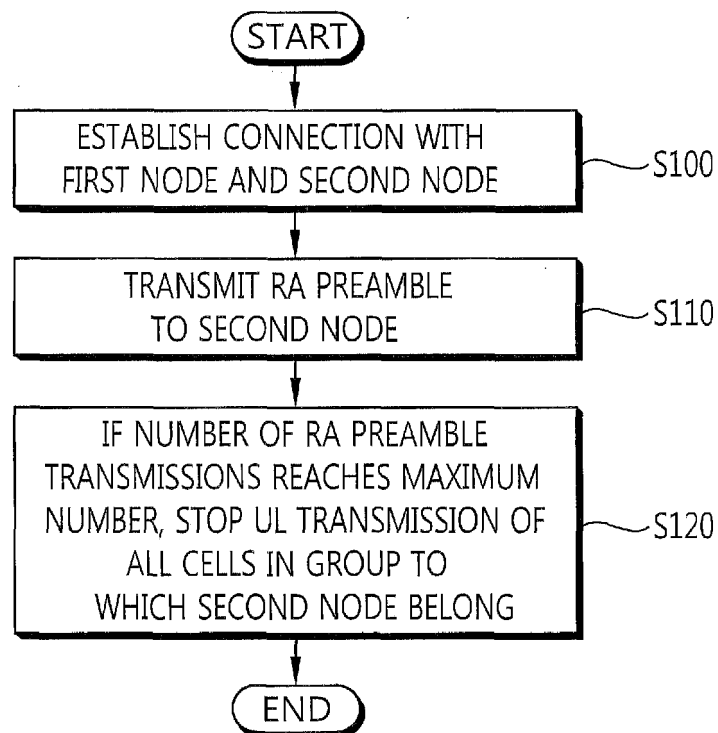 START
ESTABLISH CONNECTION WITH
FIRST NODE AND SECOND NODE
S100
TRANSMIT RA PREAMBLE
TO SECOND NODE
S110
IF NUMBER OF RA PREAMBLE
TRANSMISSIONS REACHES MAXIMUM
NUMBER, STOP UL TRANSMISSION OF
ALL CELLS IN GROUP TO
WHICH SECOND NODE BELONG
S120
END